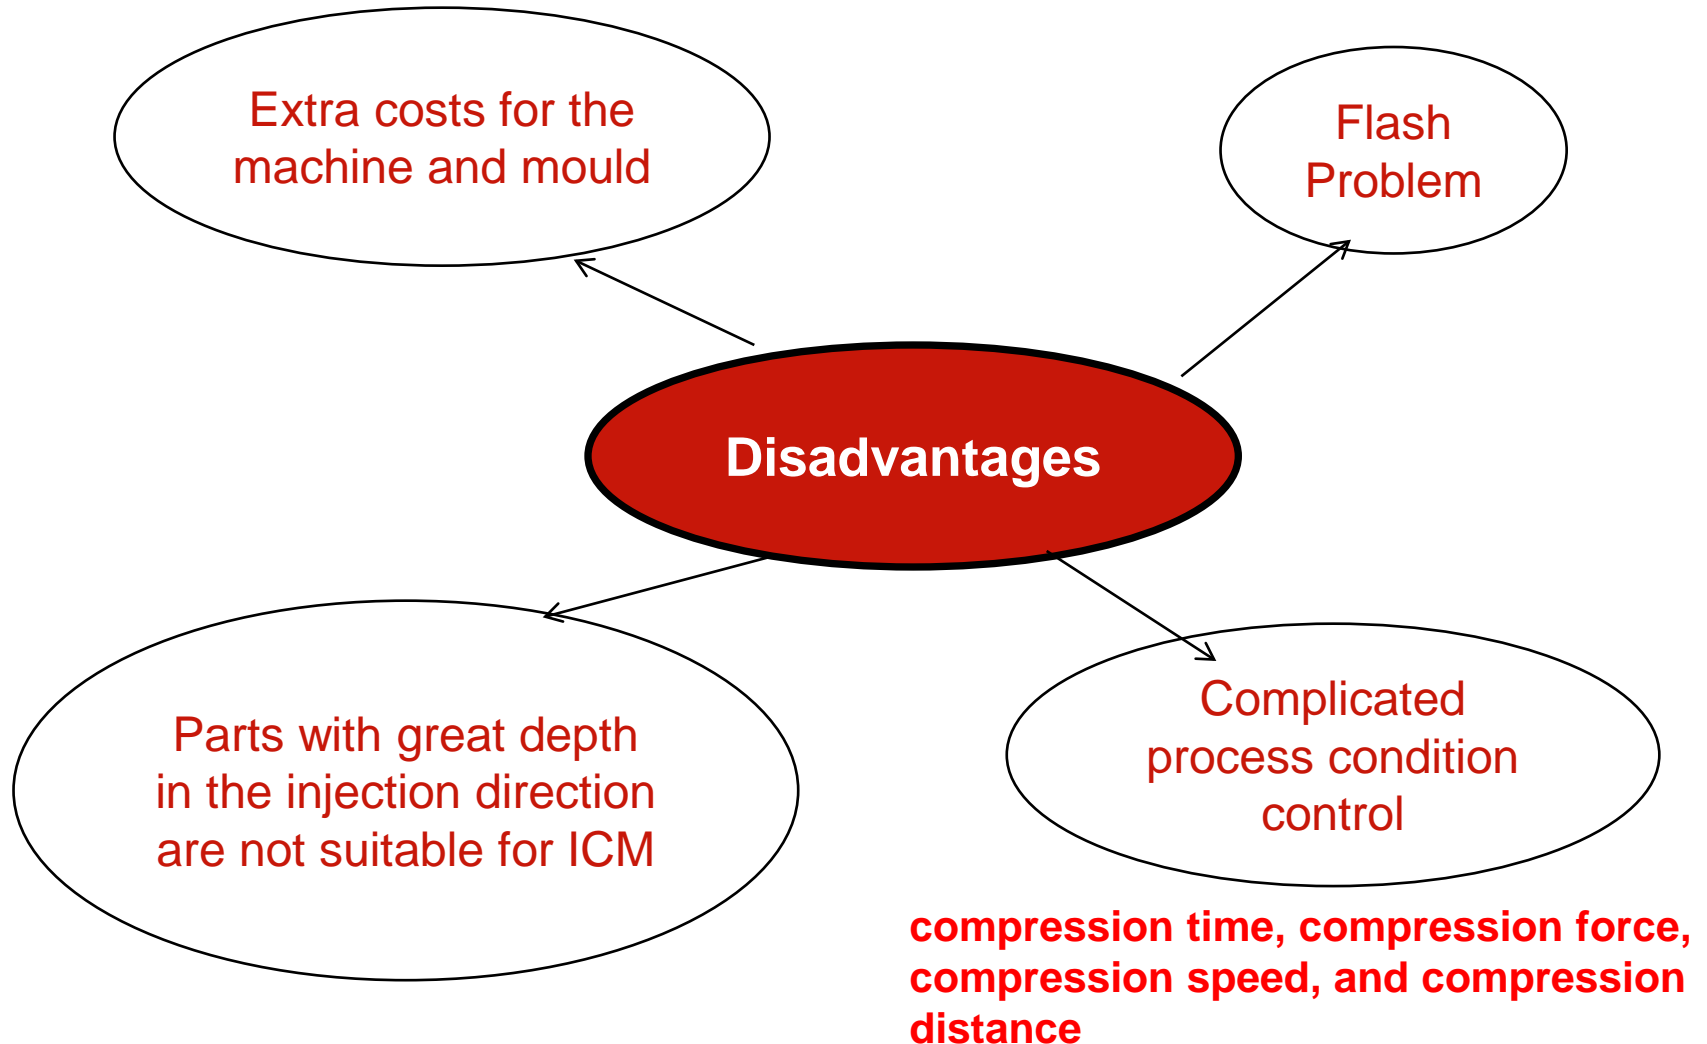 Extra costs for the
machine and mould
Flash
Problem
Disadvantages
Parts with great depth
in the injection direction
are not suitable for ICM
Complicated
process condition
control
compression time, compression force,
compression speed, and compression
distance